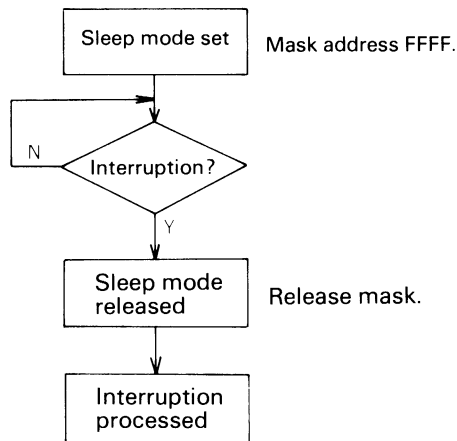 Sleep mode set
Mask address FFFF.
N
Interruption?
Y
Sleep mode
released
Release mask.
Interruption
processed